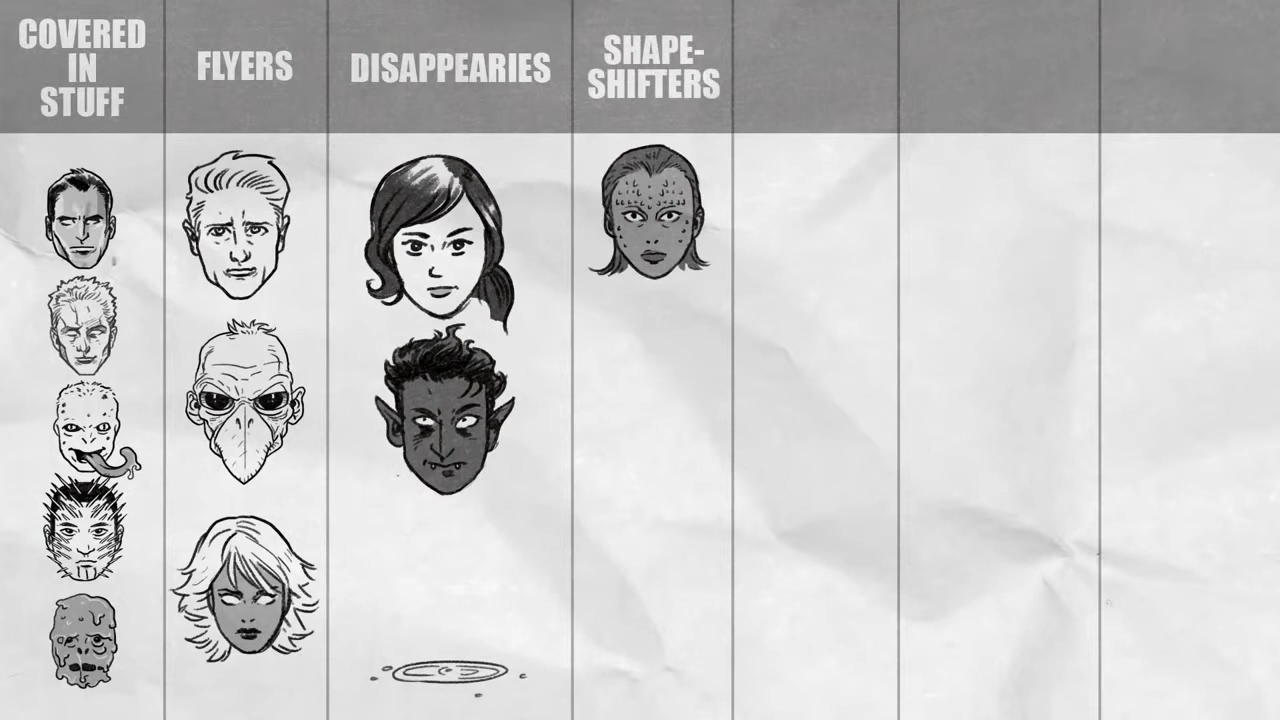 COVERED
IN
STUFF
FLYERS
DISAPPEARIES
SHAPE-
SHIFTERS